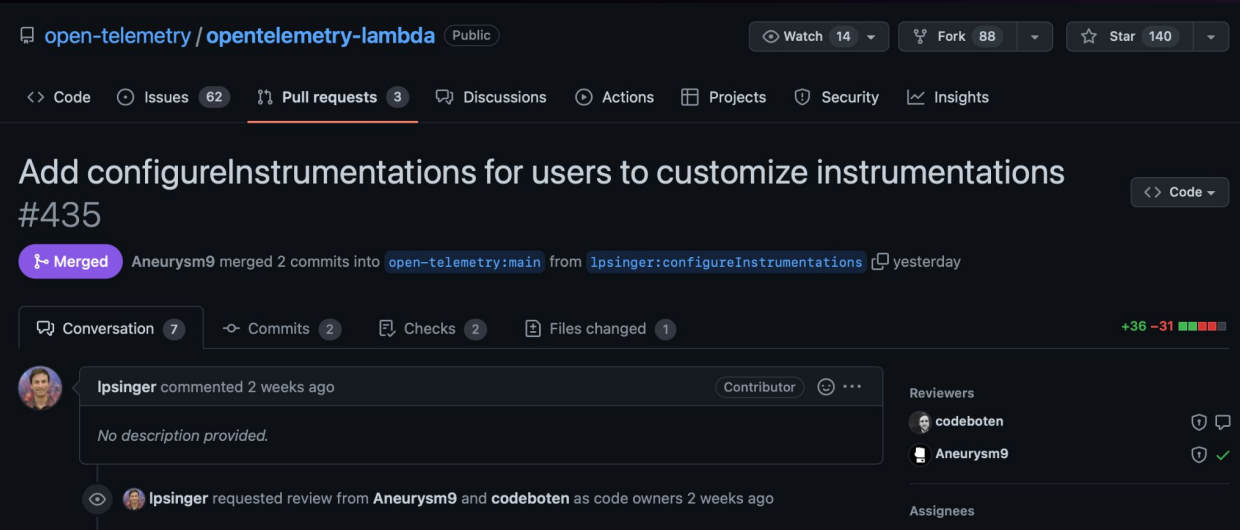 open-telemetry / opentelemetry-lambda Public Watch 14 Fork 88 Star 140
Code Issues 62 Pull requests 3 Discussions Actions Projects Security Insights
Add configureInstrumentations for users to customize instrumentations
#435
Code
Merged Aneurysm9 merged 2 commits into open-telemetry:main from lpsinger:configureInstrumentations yesterday
Conversation 7 Commits 2 Checks 2 Files changed 1 +36 −31
lpsinger commented 2 weeks ago Contributor
No description provided.
lpsinger requested review from Aneurysm9 and codeboten as code owners 2 weeks ago
Reviewers
codeboten
Aneurysm9
Assignees